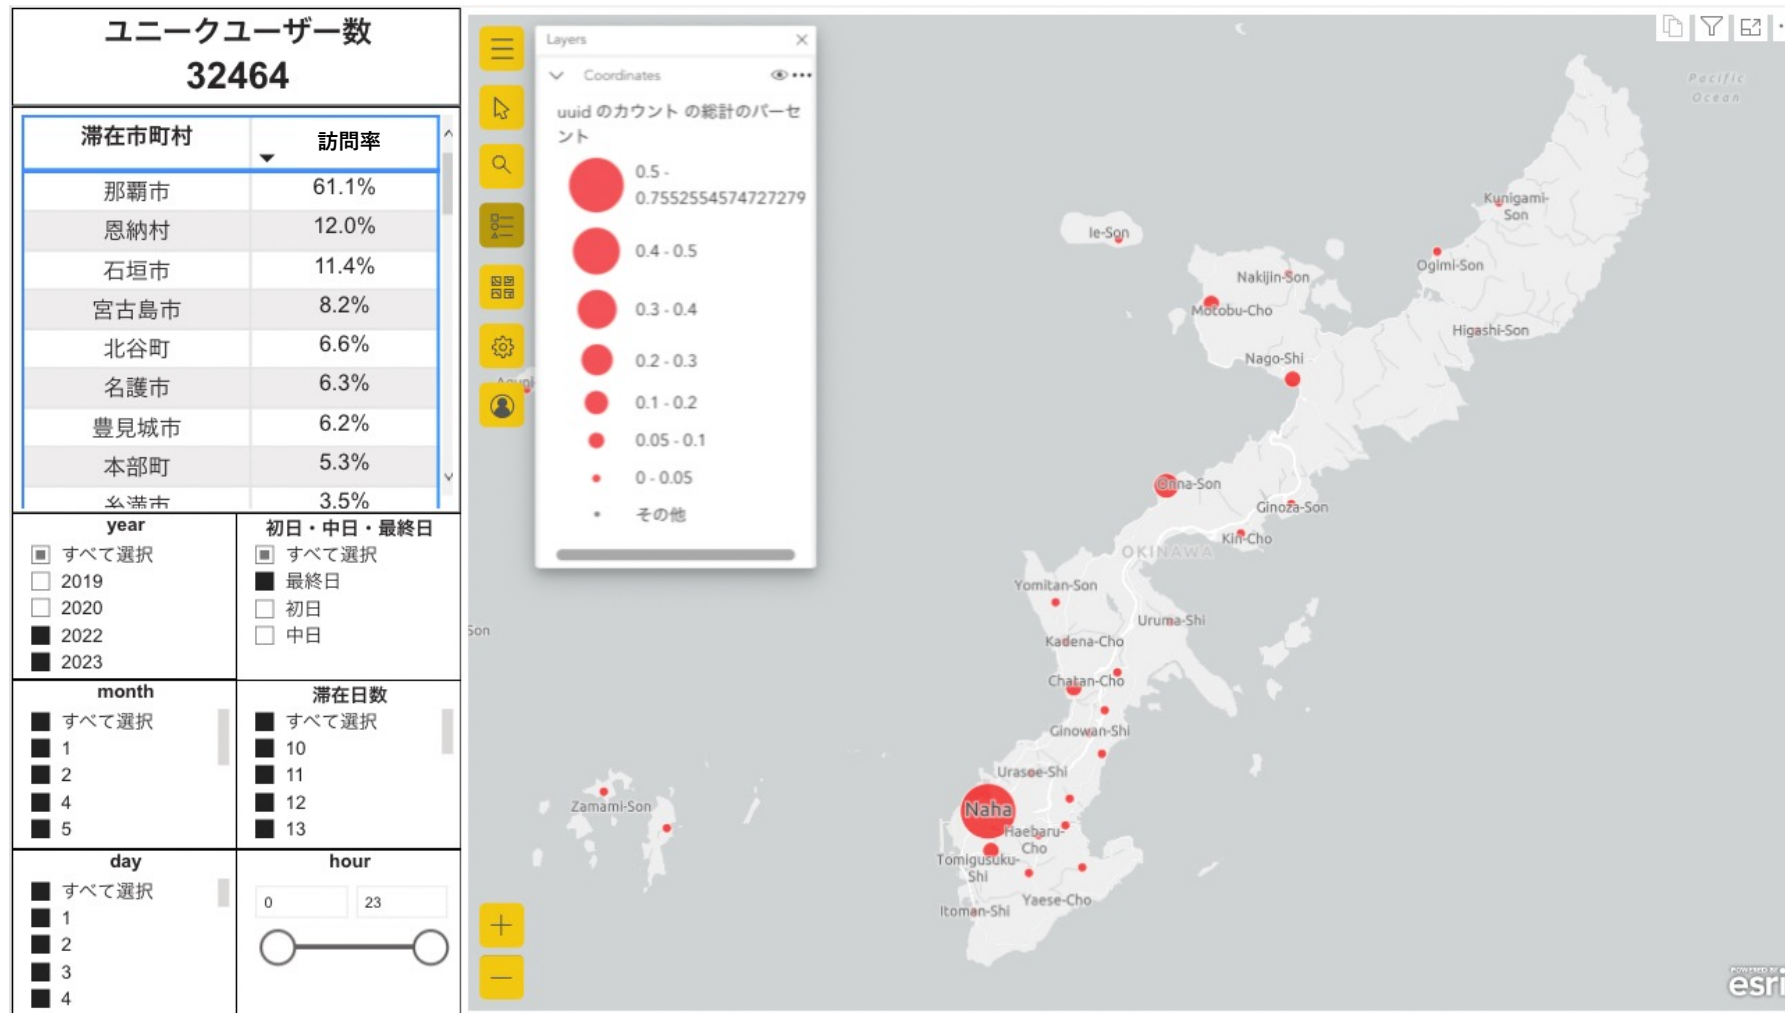 ユニークユーザー数
32464
滞在市町村 訪問率
那覇市 61.1%
恩納村 12.0%
石垣市 11.4%
宮古島市 8.2%
北谷町 6.6%
名護市 6.3%
豊見城市 6.2%
本部町 5.3%
糸満市 3.5%
year
すべて選択
2019
2020
2022
2023
初日・中日・最終日
すべて選択
最終日
初日
中日
month
すべて選択
1
2
4
5
滞在日数
すべて選択
10
11
12
13
day
すべて選択
1
2
3
4
hour
0 23
Layers
Coordinates
uuid のカウント の総計のパーセ
ント
0.5 -
0.7552554574727279
0.4 - 0.5
0.3 - 0.4
0.2 - 0.3
0.1 - 0.2
0.05 - 0.1
0 - 0.05
その他
Pacific
Ocean
Kunigami-
Son
Ie-Son
Ogimi-Son
Nakijin-Son
Motobu-Cho
Higashi-Son
Nago-Shi
Onna-Son
Ginoza-Son
Kin-Cho
OKINAWA
Yomitan-Son
Uruma-Shi
Son
Kadena-Cho
Chatan-Cho
Ginowan-Shi
Urasoe-Shi
Zamami-Son
Naha
Haebaru-
Cho
Tomigusuku-
Shi
Yaese-Cho
Itoman-Shi
POWERED BY
esri